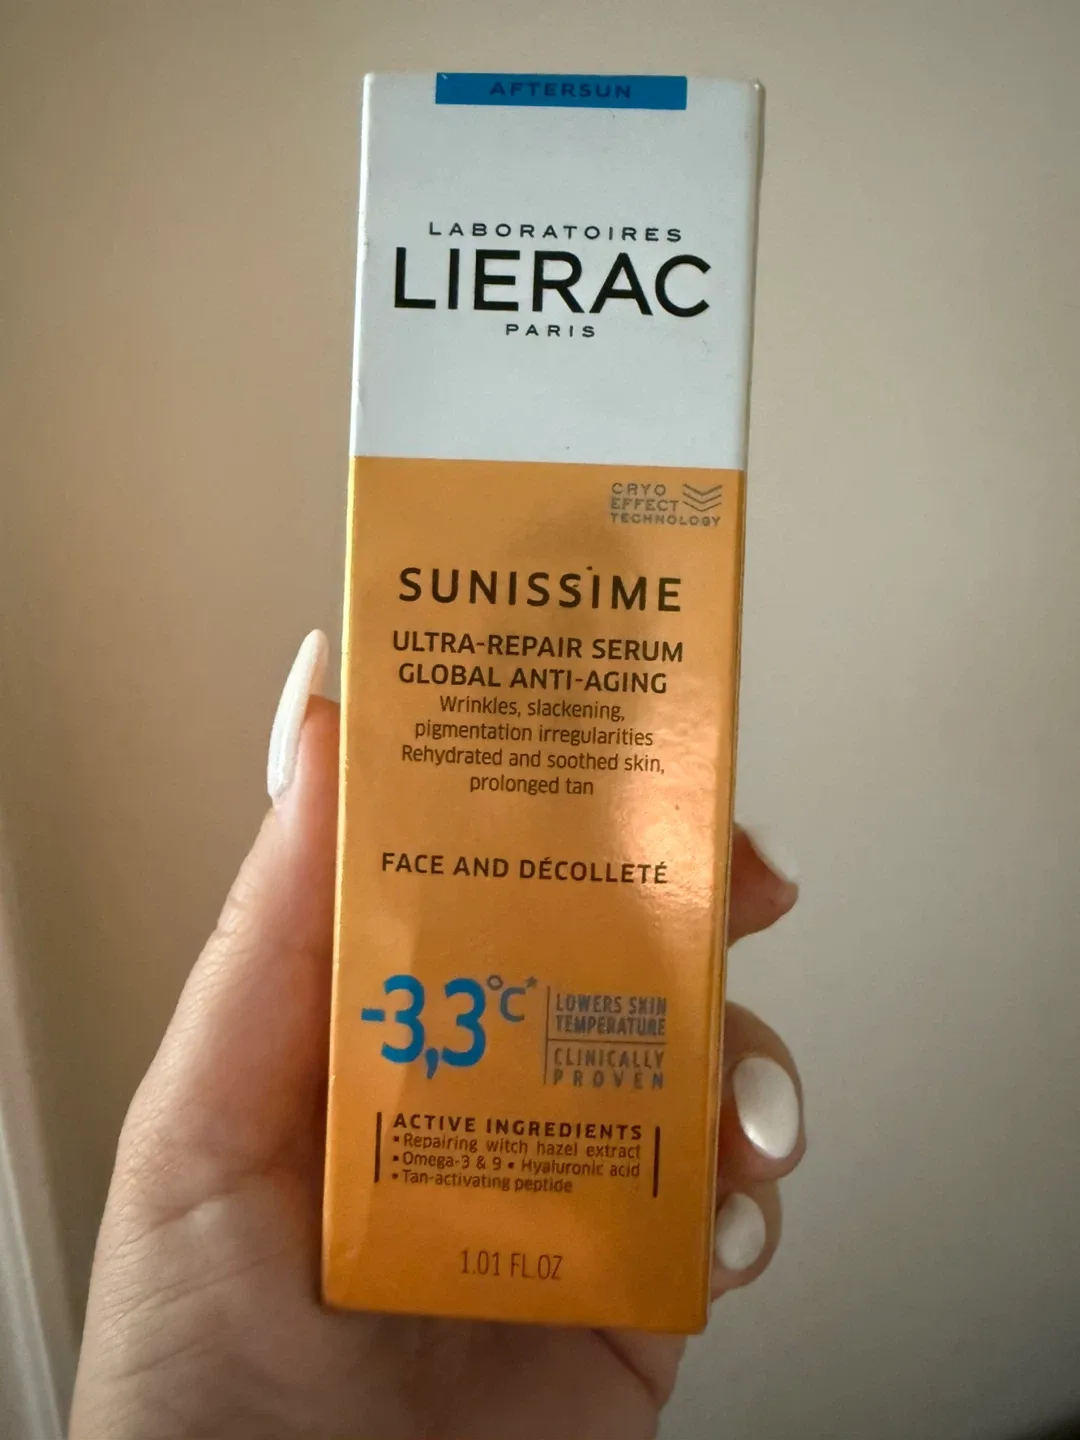 AFTERSUN
LABORATOIRES
LIERAC
PARIS
CRYO
EFFECT
TECHNOLOGY
SUNISSIME
ULTRA-REPAIR SERUM
GLOBAL ANTI-AGING
Wrinkles, slackening,
pigmentation irregularities
Rehydrated and soothed skin,
prolonged tan
FACE AND DÉCOLLETÉ
-3,3°C*
LOWERS SKIN
TEMPERATURE
CLINICALLY
PROVEN
ACTIVE INGREDIENTS
▪ Repairing witch hazel extract
▪ Omega-3 & 9 ▪ Hyaluronic acid
▪ Tan-activating peptide
1.01 FL.OZ